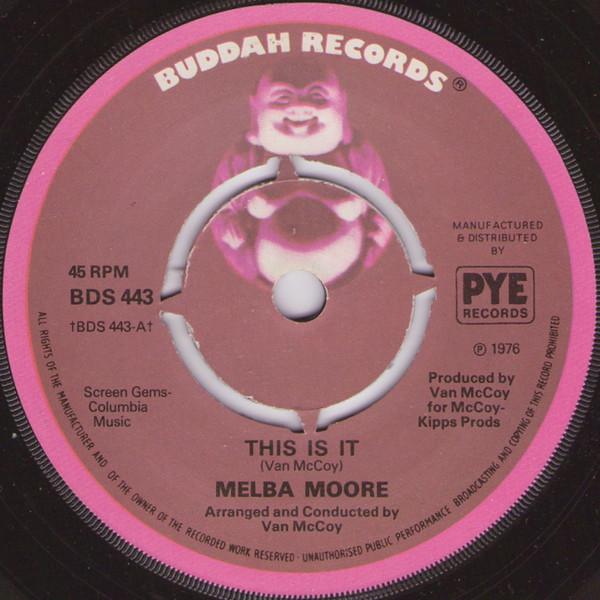 BUDDAH RECORDS®
MANUFACTURED
& DISTRIBUTED
BY
PYE
RECORDS
45 RPM
BDS 443
†BDS 443-A†
℗ 1976
Screen Gems-
Columbia
Music
Produced by
Van McCoy
for McCoy-
Kipps Prods
THIS IS IT
(Van McCoy)
MELBA MOORE
Arranged and Conducted by
Van McCoy
ALL RIGHTS OF THE MANUFACTURER AND OF THE OWNER OF THE RECORDED WORK RESERVED · UNAUTHORISED PUBLIC PERFORMANCE BROADCASTING AND COPYING OF THIS RECORD PROHIBITED